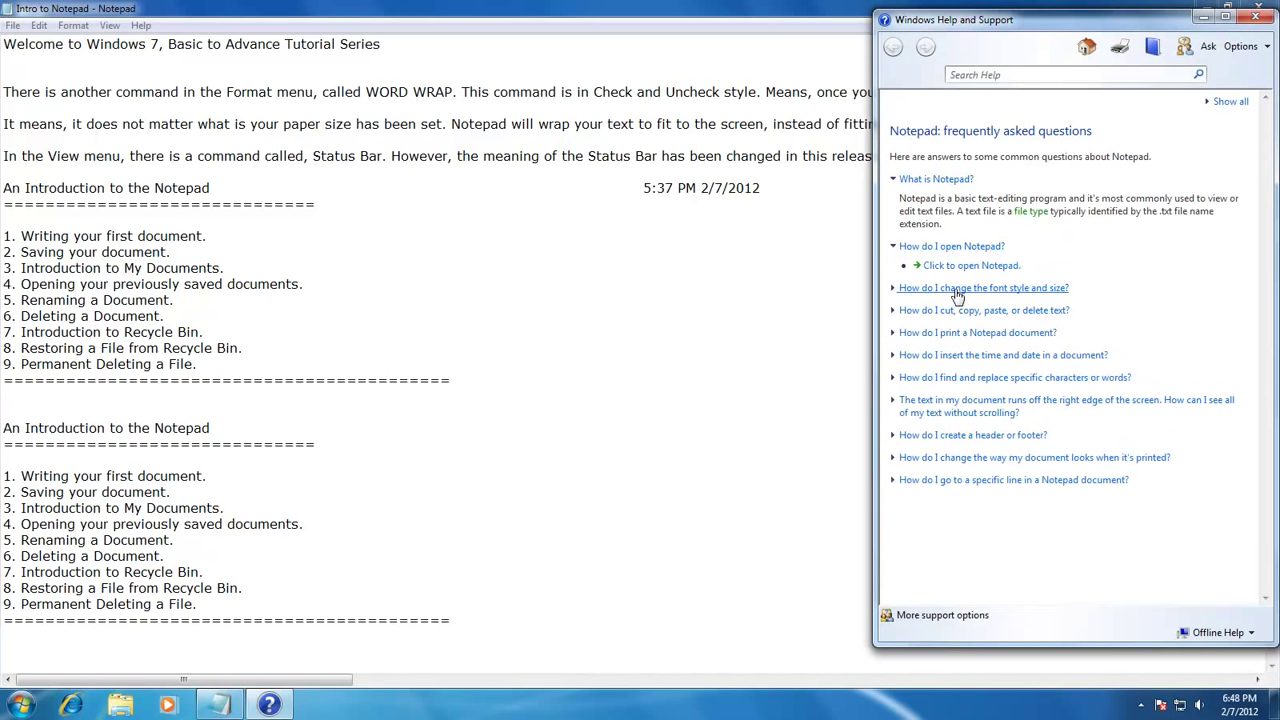 Intro to Notepad - Notepad
File Edit Format View Help
Welcome to Windows 7, Basic to Advance Tutorial Series
There is another command in the Format menu, called WORD WRAP. This command is in Check and Uncheck style. Means, once you
It means, it does not matter what is your paper size has been set. Notepad will wrap your text to fit to the screen, instead of
In the View menu, there is a command called, Status Bar. However, the meaning of the Status Bar has been changed in this
An Introduction to the Notepad 5:37 PM 2/7/2012
==============================
1. Writing your first document.
2. Saving your document.
3. Introduction to My Documents.
4. Opening your previously saved documents.
5. Renaming a Document.
6. Deleting a Document.
7. Introduction to Recycle Bin.
8. Restoring a File from Recycle Bin.
9. Permanent Deleting a File.
===========================================
An Introduction to the Notepad
==============================
1. Writing your first document.
2. Saving your document.
3. Introduction to My Documents.
4. Opening your previously saved documents.
5. Renaming a Document.
6. Deleting a Document.
7. Introduction to Recycle Bin.
8. Restoring a File from Recycle Bin.
9. Permanent Deleting a File.
===========================================
Windows Help and Support
Ask Options
Search Help
Show all
Notepad: frequently asked questions
Here are answers to some common questions about Notepad.
What is Notepad?
Notepad is a basic text-editing program and it's most commonly used to view or
edit text files. A text file is a file type typically identified by the .txt file name
extension.
How do I open Notepad?
Click to open Notepad.
How do I change the font style and size?
How do I cut, copy, paste, or delete text?
How do I print a Notepad document?
How do I insert the time and date in a document?
How do I find and replace specific characters or words?
The text in my document runs off the right edge of the screen. How can I see all
of my text without scrolling?
How do I create a header or footer?
How do I change the way my document looks when it's printed?
How do I go to a specific line in a Notepad document?
More support options
Offline Help
6:48 PM
2/7/2012